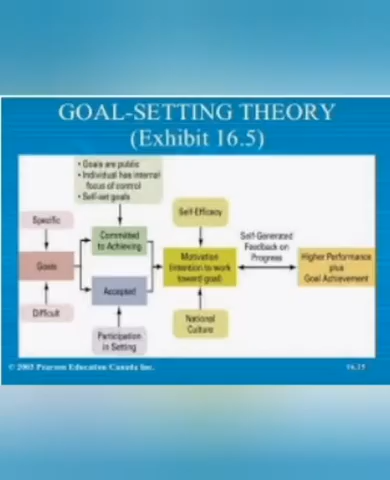 GOAL-SETTING THEORY
(Exhibit 16.5)
• Goals are public
• Individual has internal
focus of control
• Self-set goals
Specific
Goals
Difficult
Committed
to Achieving
Accepted
Participation
in Setting
Self-Efficacy
Motivation
(intention to work
toward goal)
National
Culture
Self-Generated
Feedback on
Progress
Higher Performance
plus
Goal Achievement
© 2003 Pearson Education Canada Inc.